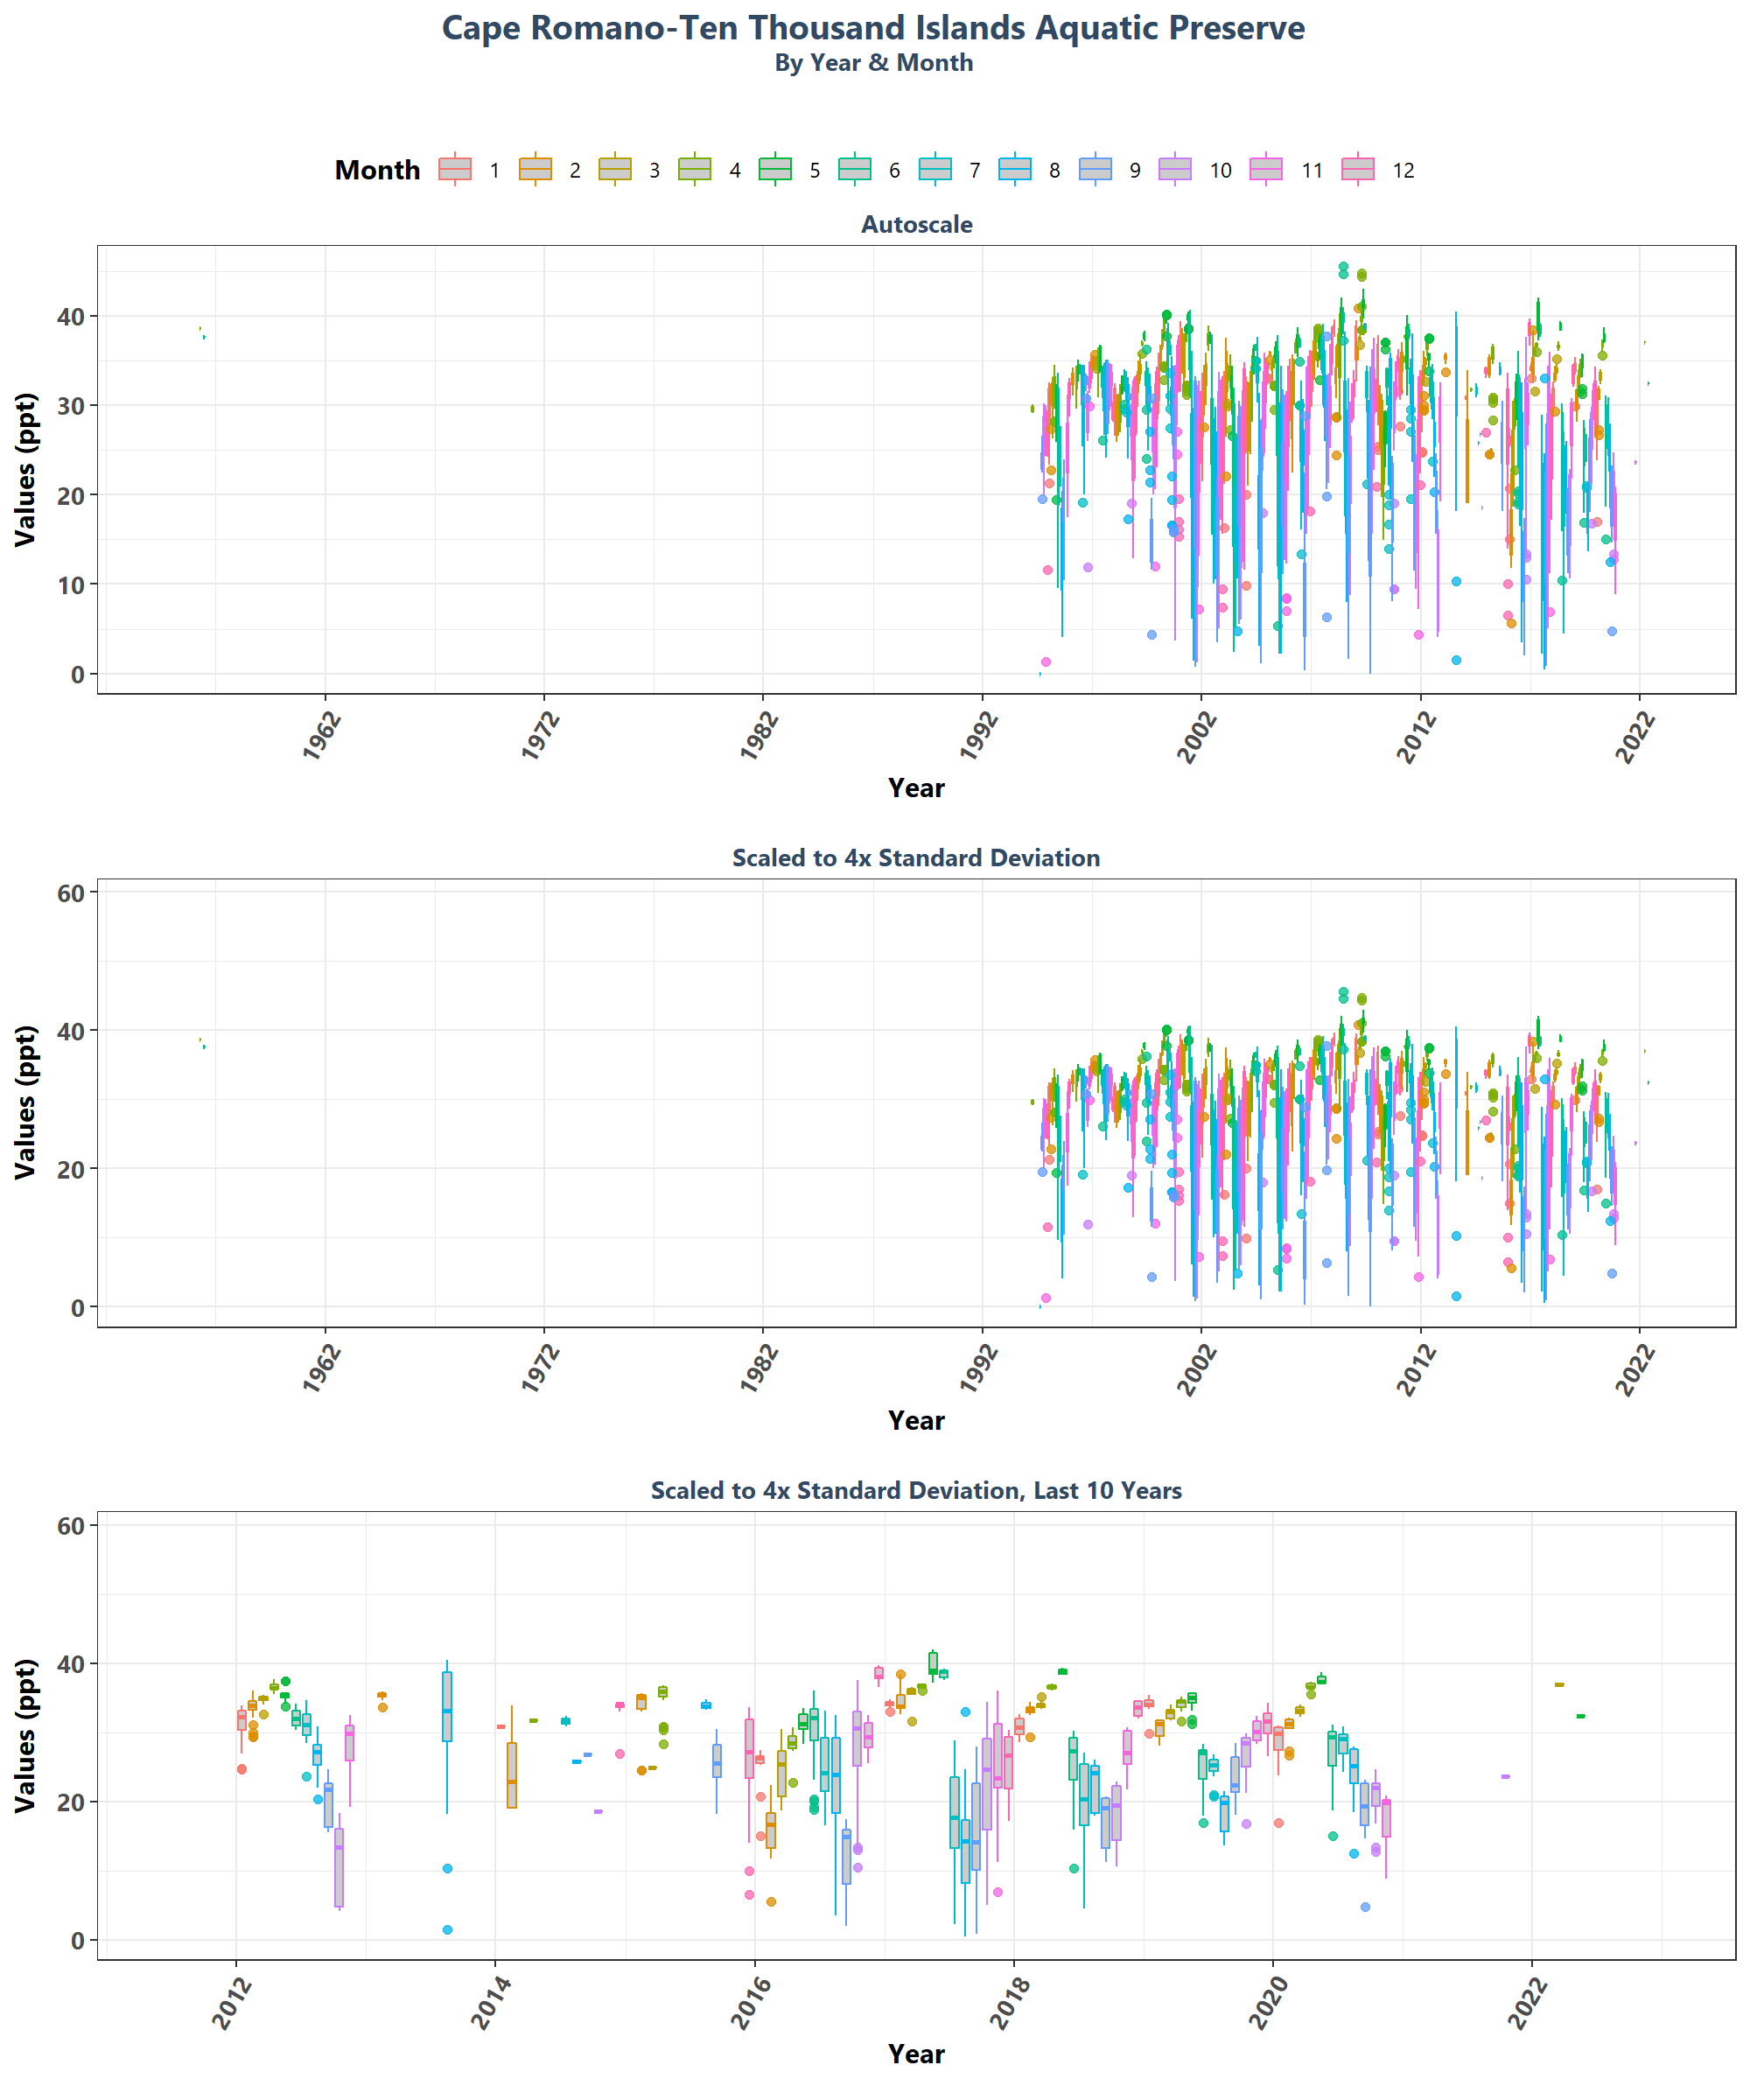 Cape Romano-Ten Thousand Islands Aquatic Preserve
By Year & Month
Month 1 2 3 4 5 6 7 8 9 10 11 12
Autoscale
Values (ppt)
40
30
20
10
0
1962 1972 1982 1992 2002 2012 2022
Year
Scaled to 4x Standard Deviation
Values (ppt)
60
40
20
0
1962 1972 1982 1992 2002 2012 2022
Year
Scaled to 4x Standard Deviation, Last 10 Years
Values (ppt)
60
40
20
0
2012 2014 2016 2018 2020 2022
Year